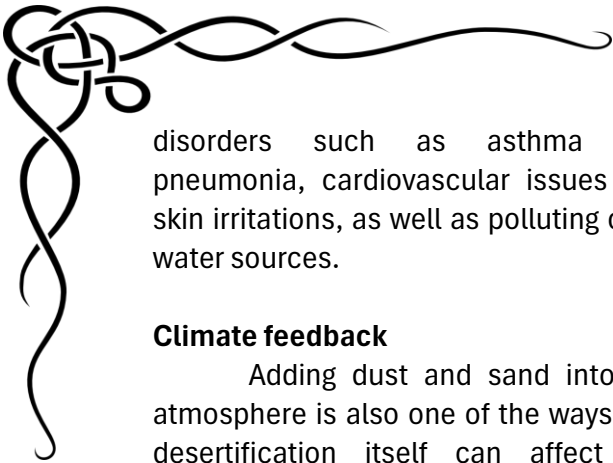 disorders such as asthma
pneumonia, cardiovascular issues
skin irritations, as well as polluting
water sources.
Climate feedback
Adding dust and sand into
atmosphere is also one of the ways
desertification itself can affect